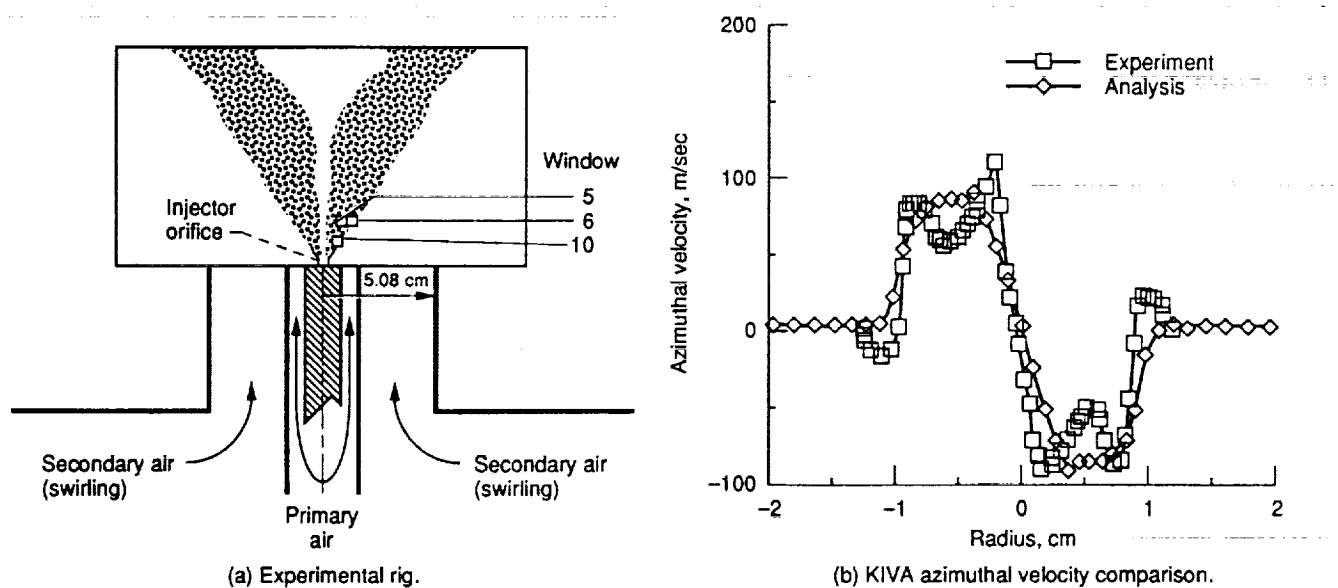 Window
5
6
10
Injector
orifice
5.08 cm
Secondary air
(swirling)
Secondary air
(swirling)
Primary
air
(a) Experimental rig.
200
100
0
−100
Azimuthal velocity, m/sec
Experiment
Analysis
−2
−1
0
1
2
Radius, cm
(b) KIVA azimuthal velocity comparison.